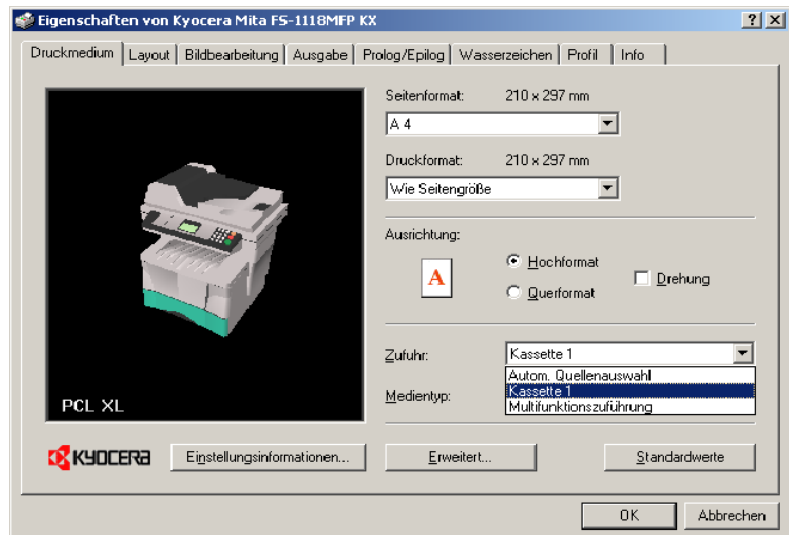 Eigenschaften von Kyocera Mita FS-1118MFP KX
Druckmedium Layout Bildbearbeitung Ausgabe Prolog/Epilog Wasserzeichen Profil Info
Seitenformat: 210 x 297 mm
A 4
Druckformat: 210 x 297 mm
Wie Seitengröße
Ausrichtung:
A
Hochformat
Querformat
Drehung
Zufuhr: Kassette 1
Autom. Quellenauswahl
Kassette 1
Multifunktionszuführung
Medientyp:
PCL XL
KYOCERA Einstellungsinformationen... Erweitert... Standardwerte
OK Abbrechen